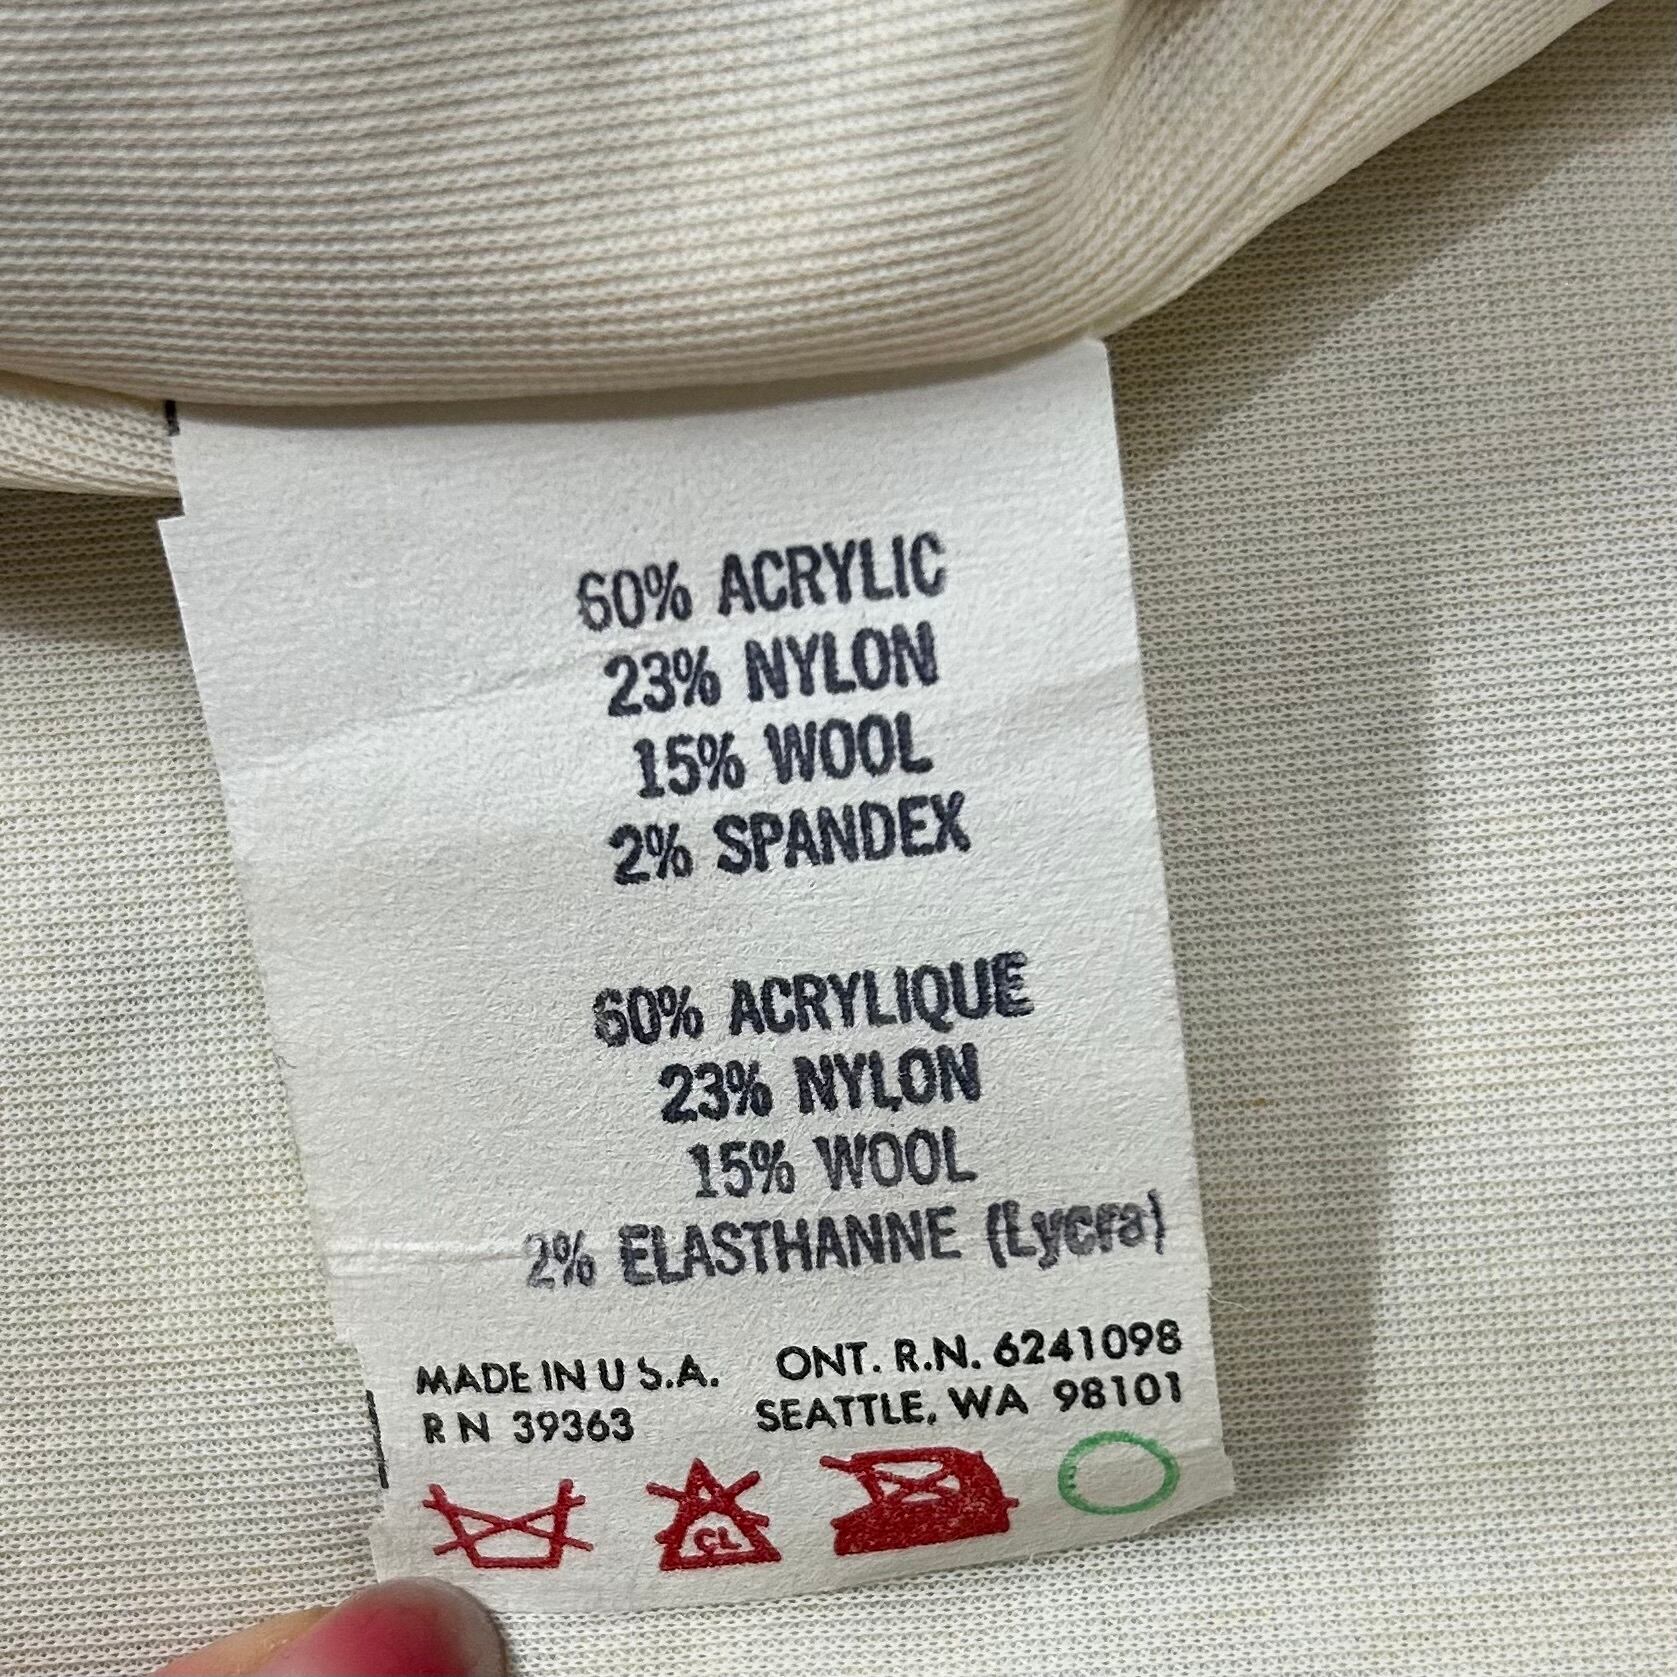 60% ACRYLIC
23% NYLON
15% WOOL
2% SPANDEX
60% ACRYLIQUE
23% NYLON
15% WOOL
2% ELASTHANNE (Lycra)
MADE IN U S.A. ONT. R.N. 6241098
R N 39363 SEATTLE, WA 98101
CL